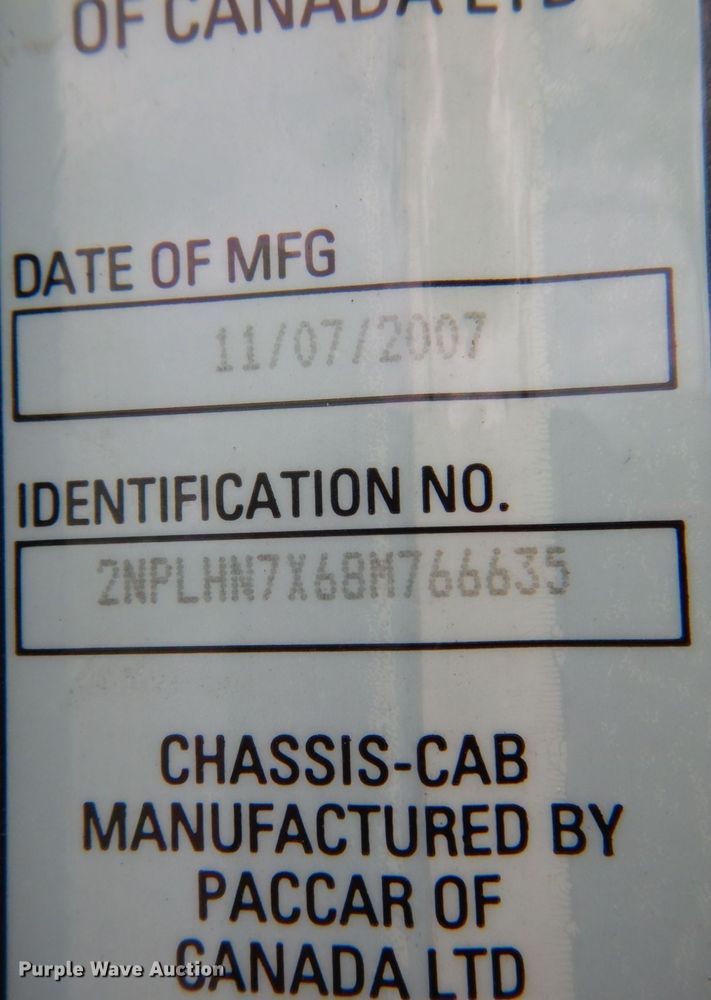 OF CANADA LTD
DATE OF MFG
11/07/2007
IDENTIFICATION NO.
2NPLHN7X68M766635
CHASSIS-CAB
MANUFACTURED BY
PACCAR OF
CANADA LTD
Purple Wave Auction